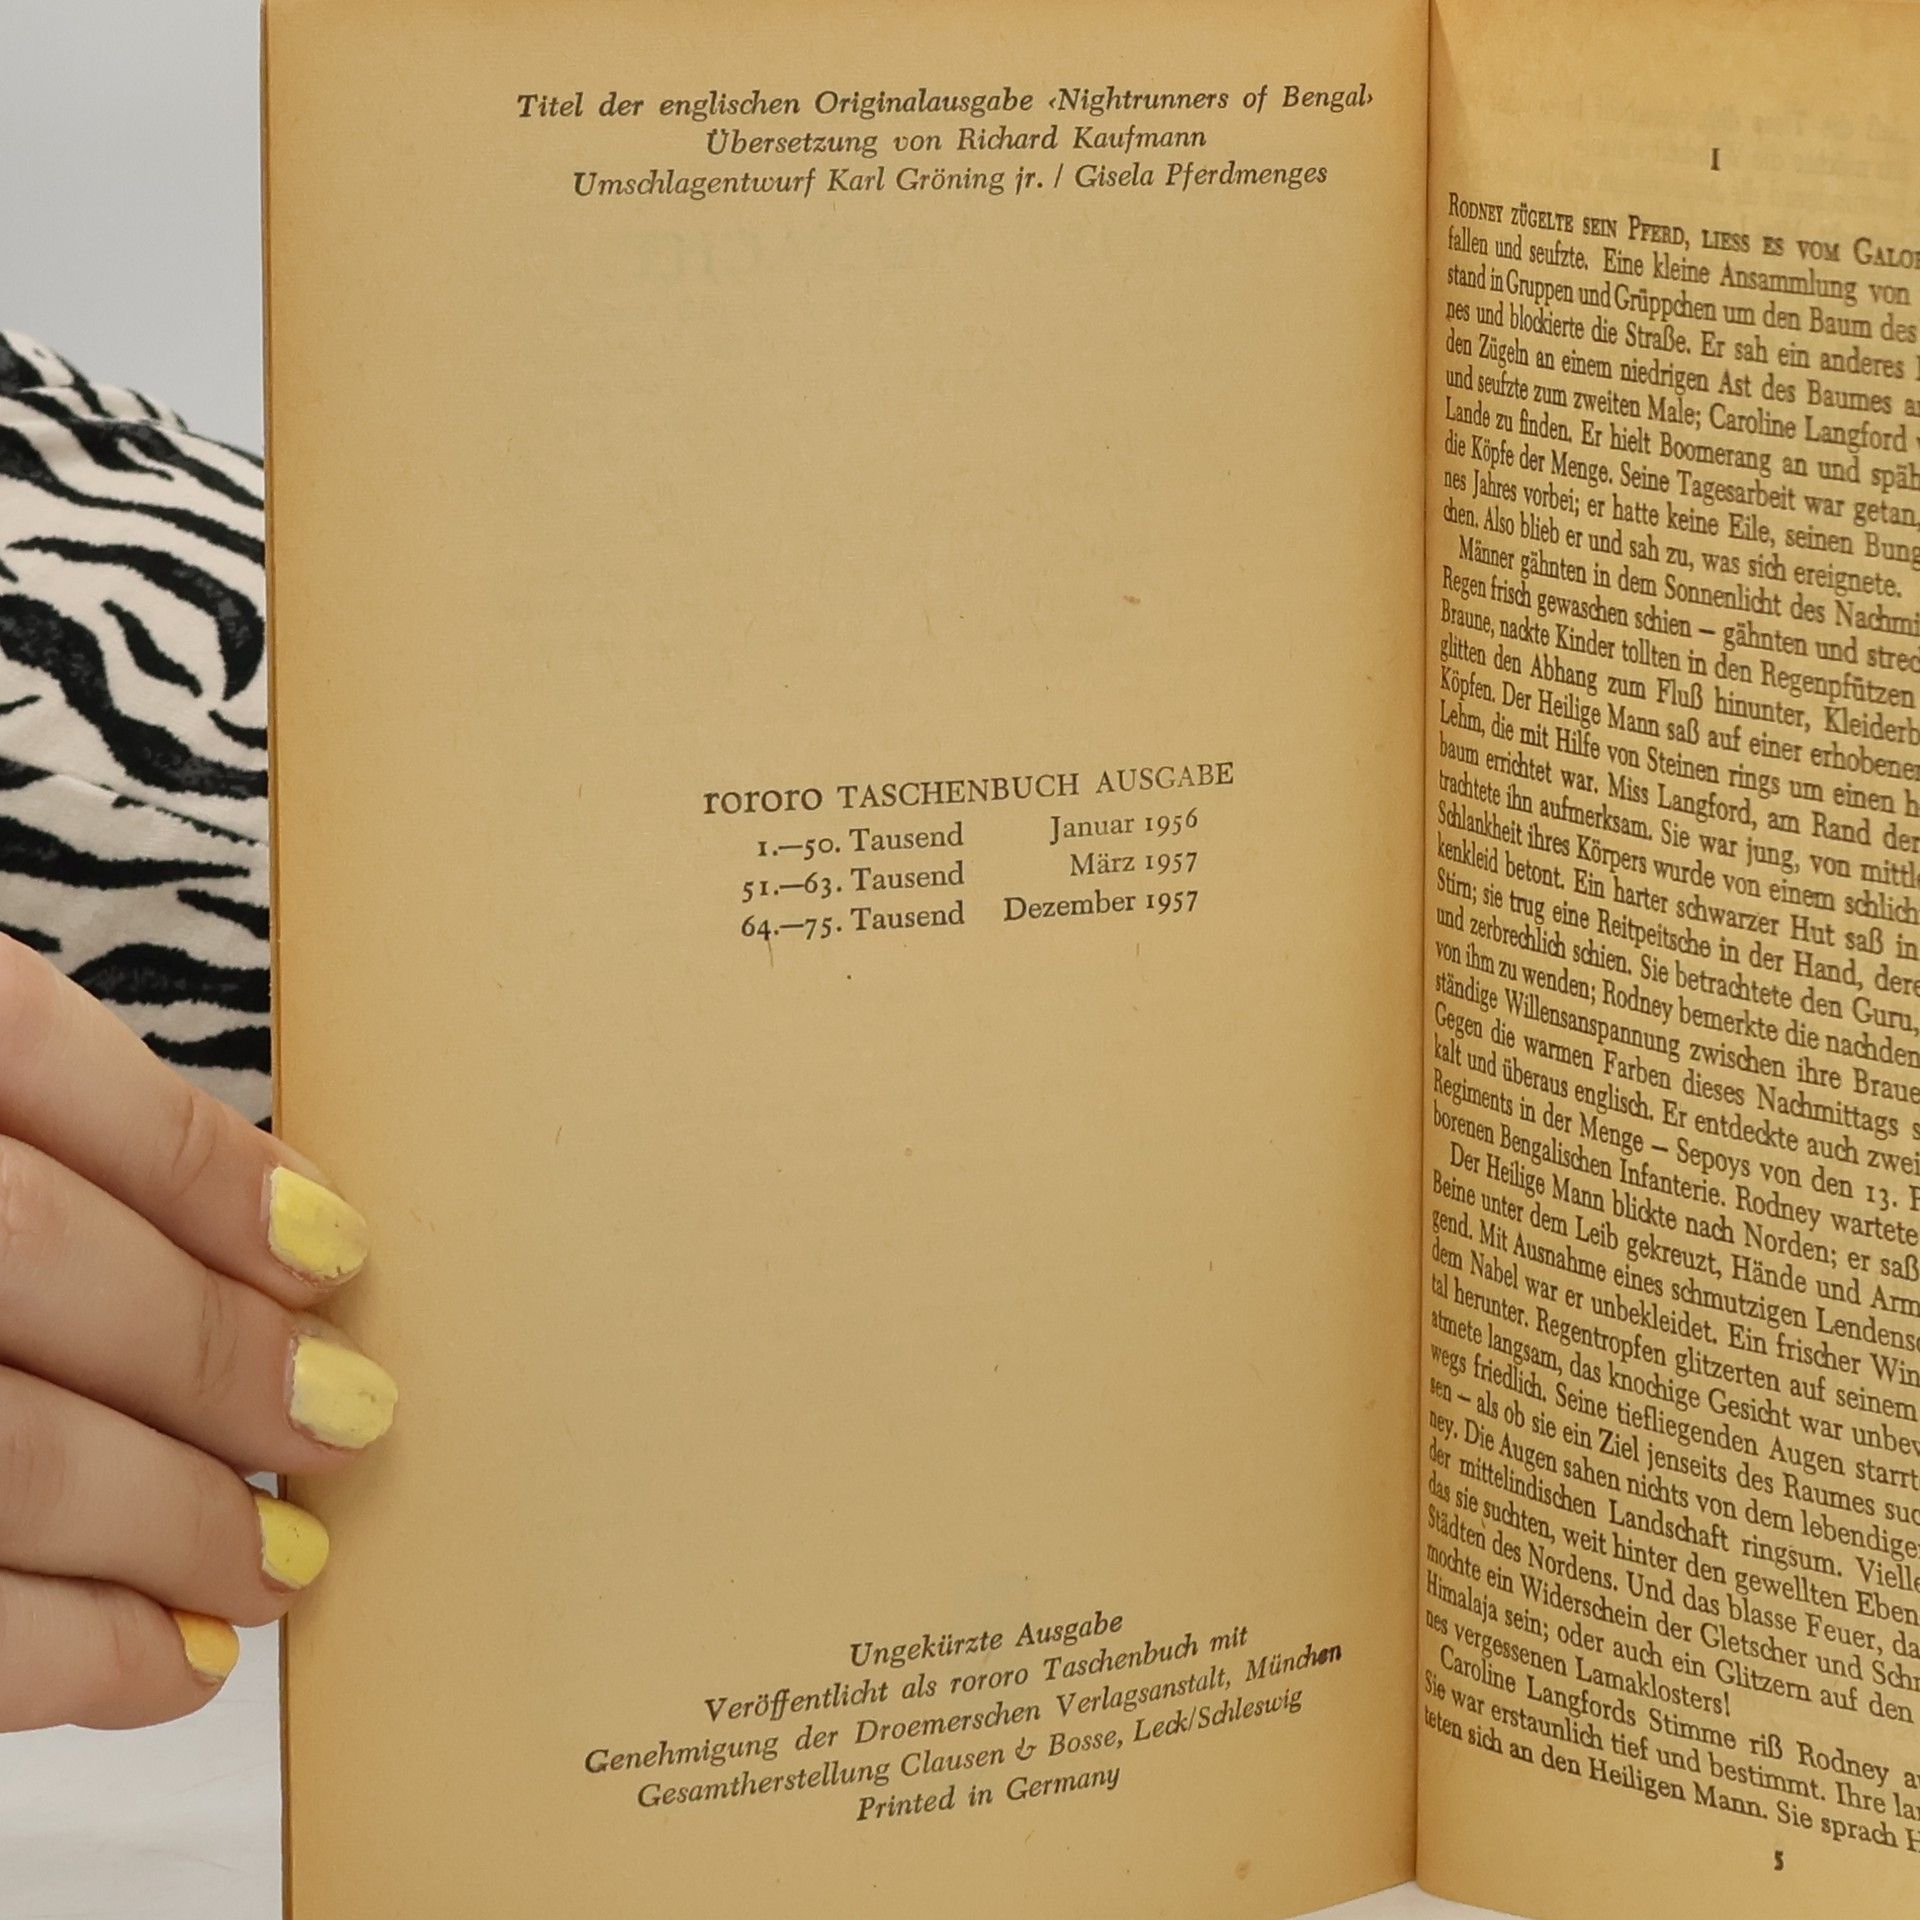 Titel der englischen Originalausgabe ‹Nightrunners of Bengal›
Übersetzung von Richard Kaufmann
Umschlagentwurf Karl Gröning jr. / Gisela Pferdmenges
rororo TASCHENBUCH AUSGABE
1.—50. Tausend Januar 1956
51.—63. Tausend März 1957
64.—75. Tausend Dezember 1957
Ungekürzte Ausgabe
Veröffentlicht als rororo Taschenbuch mit
Genehmigung der Droemerschen Verlagsanstalt, München
Gesamtherstellung Clausen & Bosse, Leck/Schleswig
Printed in Germany
I
RODNEY ZÜGELTE SEIN PFERD, LIESS ES VOM
fallen und seufzte. Eine kleine Ansammlung von
stand in Gruppen und Grüppchen um den Baum des
nes und blockierte die Straße. Er sah ein anderes
den Zügeln an einem niedrigen Ast des Baumes
und seufzte zum zweiten Male; Caroline Langford
Lande zu finden. Er hielt Boomerang an und
die Köpfe der Menge. Seine Tagesarbeit war getan,
nes Jahres vorbei; er hatte keine Eile, seinen
chen. Also blieb er und sah zu, was sich ereignete.
Männer gähnten in dem Sonnenlicht des
Regen frisch gewaschen schien – gähnten und
Braune, nackte Kinder tollten in den Regenpfützen
glitten den Abhang zum Fluß hinunter,
Köpfen. Der Heilige Mann saß auf einer
Lehm, die mit Hilfe von Steinen rings um einen
baum errichtet war. Miss Langford, am Rand der
trachtete ihn aufmerksam. Sie war jung, von
Schlankheit ihres Körpers wurde von einem
kenkleid betont. Ein harter schwarzer Hut saß in
Stirn; sie trug eine Reitpeitsche in der Hand,
und zerbrechlich schien. Sie betrachtete den Guru,
von ihm zu wenden; Rodney bemerkte die
ständige Willensanspannung zwischen ihre
Gegen die warmen Farben dieses Nachmittags
kalt und überaus englisch. Er entdeckte auch zwei
Regiments in der Menge – Sepoys von den 13.
borenen Bengalischen Infanterie. Rodney wartete
Der Heilige Mann blickte nach Norden; er saß
Beine unter dem Leib gekreuzt, Hände und
gend. Mit Ausnahme eines schmutzigen
dem Nabel war er unbekleidet. Ein frischer
tal herunter. Regentropfen glitzerten auf seinem
atmete langsam, das knochige Gesicht war
wegs friedlich. Seine tiefliegenden Augen
sen – als ob sie ein Ziel jenseits des Raumes
ney. Die Augen sahen nichts von dem
der mittelindischen Landschaft ringsum.
das sie suchten, weit hinter den gewellten
Städten des Nordens. Und das blasse Feuer,
mochte ein Widerschein der Gletscher und
Himalaja sein; oder auch ein Glitzern auf den
nes vergessenen Lamaklosters!
Caroline Langfords Stimme riß Rodney
Sie war erstaunlich tief und bestimmt. Ihre
teten sich an den Heiligen Mann. Sie sprach
5